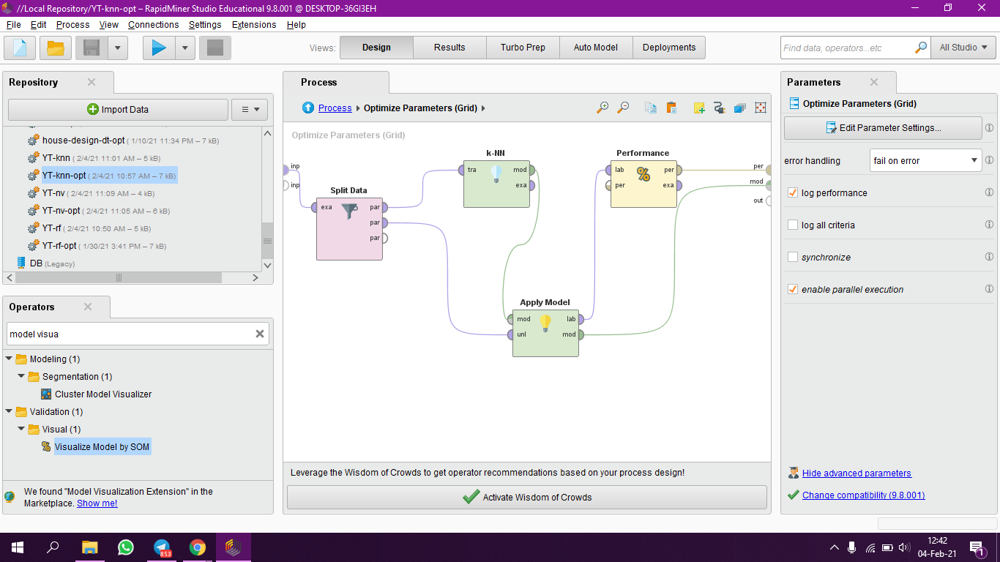 //Local Repository/YT-knn-opt – RapidMiner Studio Educational 9.8.001 @ DESKTOP-36GI3EH
File Edit Process View Connections Settings Extensions Help
Views: Design Results Turbo Prep Auto Model Deployments
Find data, operators...etc
All Studio
Repository
Import Data
house-design-dt-opt ( 1/10/21 11:34 PM – 7 kB)
YT-knn ( 2/4/21 11:01 AM – 5 kB)
YT-knn-opt ( 2/4/21 10:57 AM – 7 kB)
YT-nv ( 2/4/21 11:09 AM – 4 kB)
YT-nv-opt ( 2/4/21 11:05 AM – 6 kB)
YT-rf ( 2/4/21 10:50 AM – 5 kB)
YT-rf-opt ( 1/30/21 3:41 PM – 7 kB)
DB (Legacy)
Operators
model visua
Modeling (1)
Segmentation (1)
Cluster Model Visualizer
Validation (1)
Visual (1)
Visualize Model by SOM
We found "Model Visualization Extension" in the
Marketplace. Show me!
Process
Process Optimize Parameters (Grid)
Optimize Parameters (Grid)
inp
inp
Split Data
exa par
par
par
k-NN
tra mod
exa
Performance
lab per
per exa
per
mod
out
Apply Model
mod lab
unl mod
Leverage the Wisdom of Crowds to get operator recommendations based on your process design!
Activate Wisdom of Crowds
Parameters
Optimize Parameters (Grid)
Edit Parameter Settings...
error handling fail on error
log performance
log all criteria
synchronize
enable parallel execution
Hide advanced parameters
Change compatibility (9.8.001)
853
12:42
04-Feb-21
1